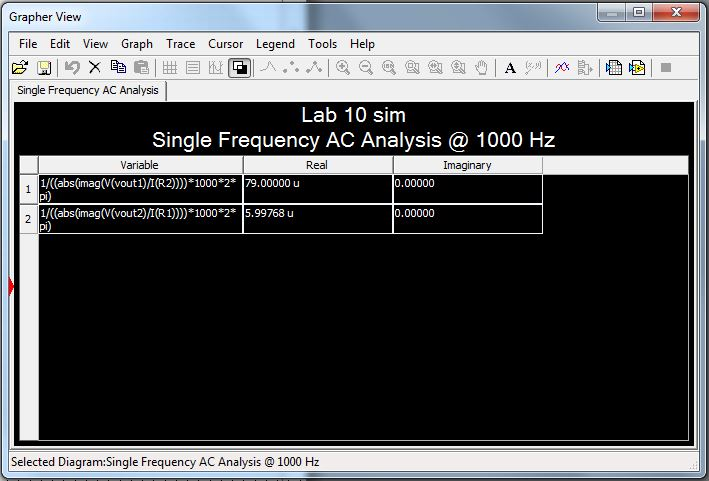 Grapher View
File Edit View Graph Trace Cursor Legend Tools Help
A
Single Frequency AC Analysis
Lab 10 sim
Single Frequency AC Analysis @ 1000 Hz
Variable Real Imaginary
1 1/((abs(imag(V(vout1)/I(R2))))*1000*2* 79.00000 u 0.00000
pi)
2 1/((abs(imag(V(vout2)/I(R1))))*1000*2* 5.99768 u 0.00000
pi)
Selected Diagram:Single Frequency AC Analysis @ 1000 Hz